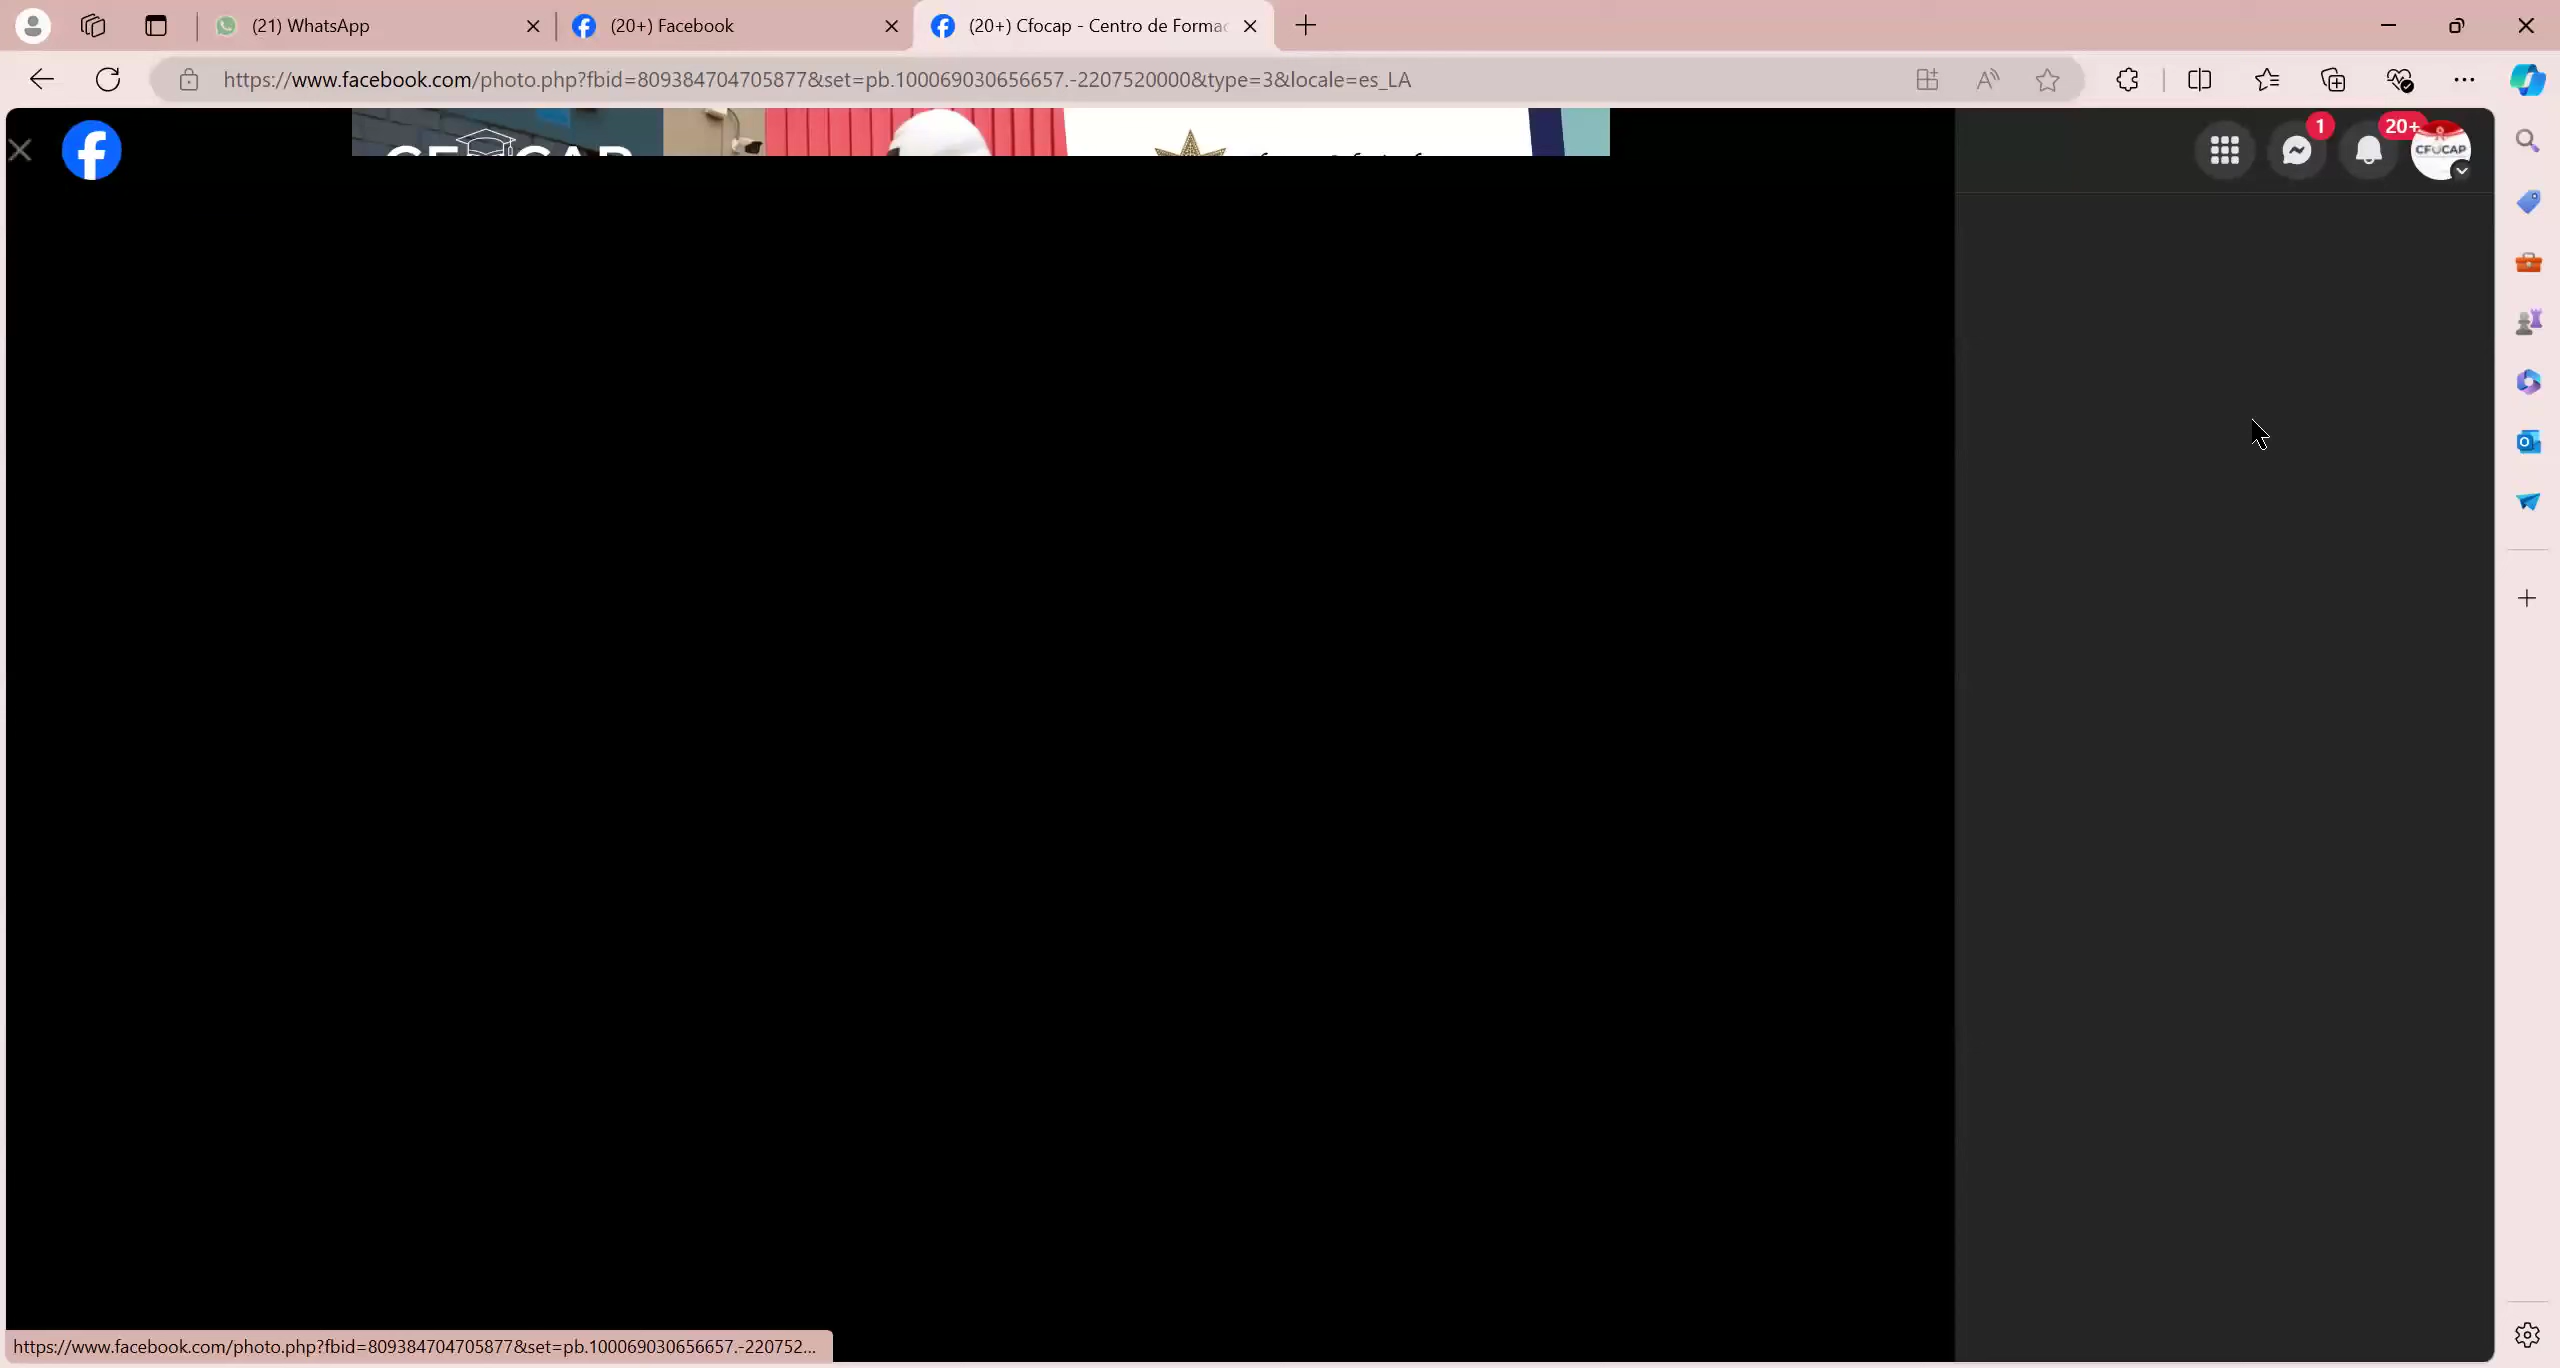 (21) WhatsApp
(20+) Facebook
(20+) Cfocap - Centro de Forma
https://www.facebook.com/photo.php?fbid=809384704705877&set=pb.100069030656657.-2207520000&type=3&locale=es_LA
1
20+
CFOCAP
https://www.facebook.com/photo.php?fbid=809384704705877&set=pb.100069030656657.-220752...